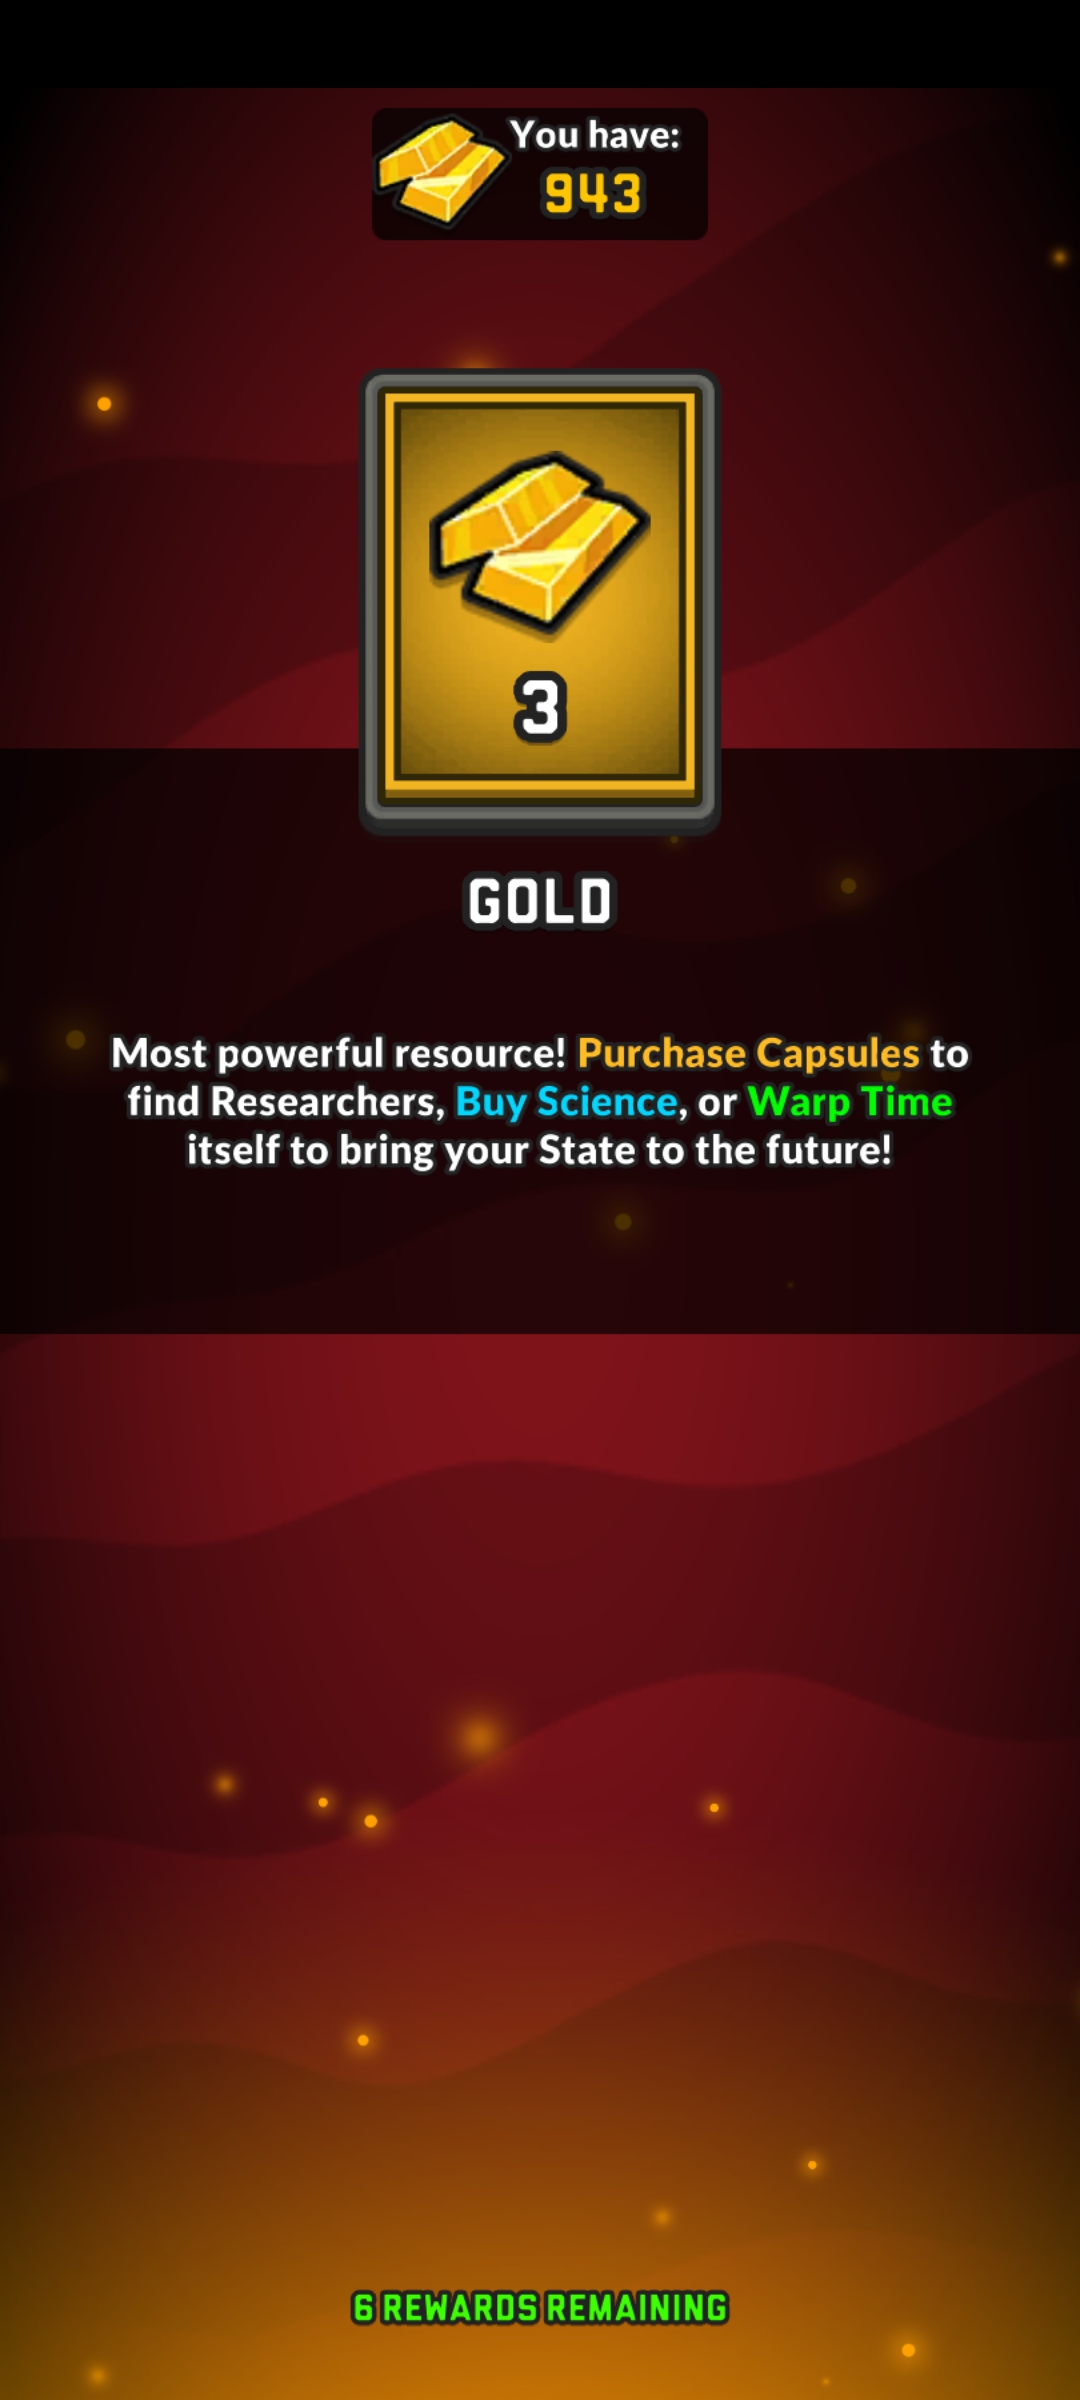 You have:
943
3
GOLD
Most powerful resource! Purchase Capsules to
find Researchers, Buy Science, or Warp Time
itself to bring your State to the future!
6 REWARDS REMAINING